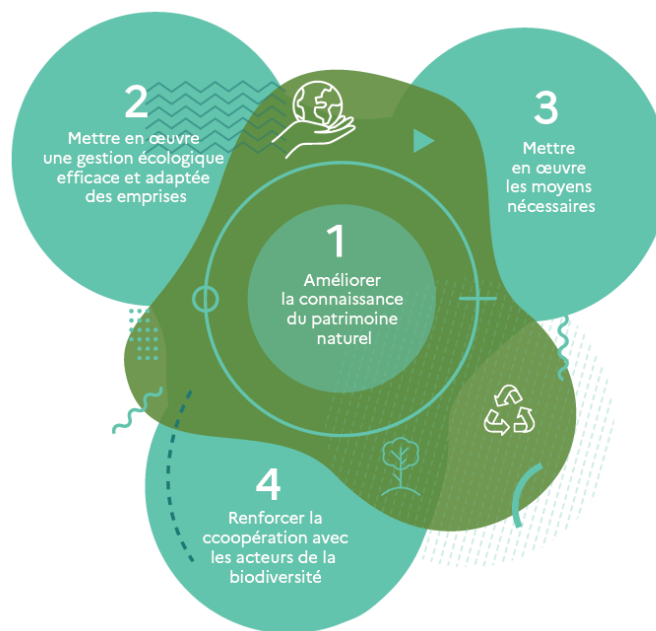 1
Améliorer
la connaissance
du patrimoine
naturel
2
Mettre en œuvre
une gestion écologique
efficace et adaptée
des emprises
3
Mettre
en œuvre
les moyens
nécessaires
4
Renforcer la
ccoopération avec
les acteurs de la
biodiversité